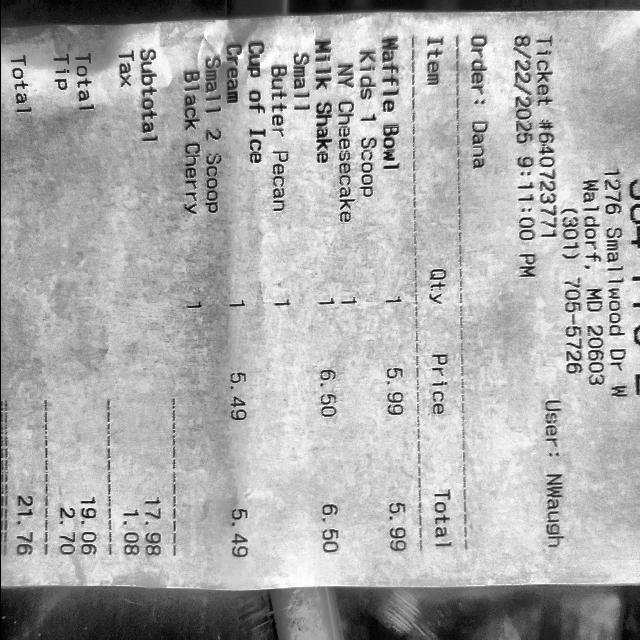 1276 Smallwood Dr W
Waldorf, MD 20603
(301) 705-5726
Ticket #640723771 User: NWaugh
8/22/2025 9:11:00 PM
Order: Dana
Item Qty Price Total
Waffle Bowl 1 5.99 5.99
Kids 1 Scoop
NY Cheesecake 1
Milk Shake 1 6.50 6.50
Small
Butter Pecan 1
Cup of Ice 
Cream 1 5.49 5.49
Small 2 Scoop
Black Cherry 1
Subtotal 17.98
Tax 1.08
Total 19.06
Tip 2.70
Total 21.76